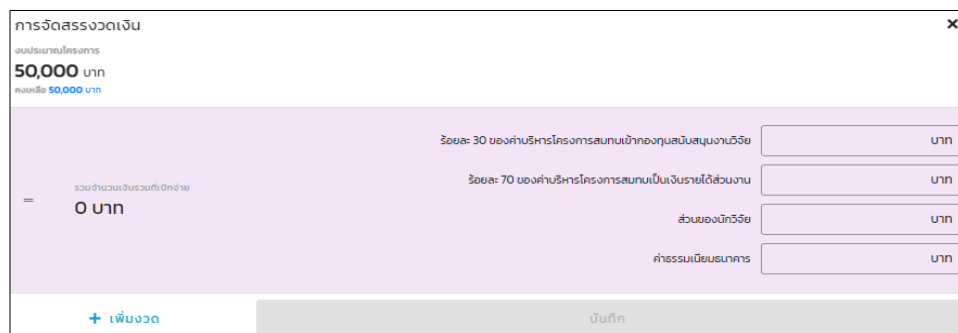 การจัดสรรงวดเงิน
งบประมาณโครงการ
50,000 บาท
คงเหลือ 50,000 บาท
ร้อยละ 30 ของค่าบริหารโครงการสมทบเข้ากองทุนสนับสนุนงานวิจัย บาท
ร้อยละ 70 ของค่าบริหารโครงการสมทบเป็นเงินรายได้ส่วนงาน บาท
รวมจำนวนเงินรวมที่เบิกจ่าย
= 0 บาท
ส่วนของนักวิจัย บาท
ค่าธรรมเนียมธนาคาร บาท
+ เพิ่มงวด บันทึก